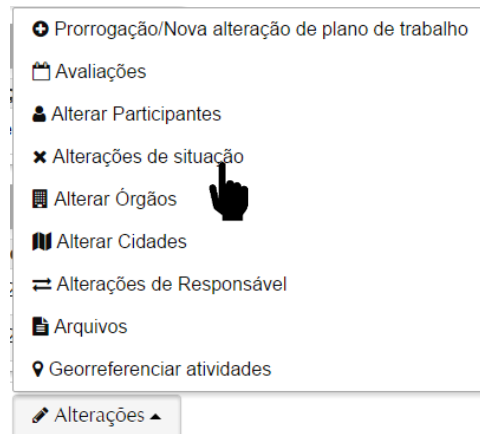 Prorrogação/Nova alteração de plano de trabalho
Avaliações
Alterar Participantes
Alterações de situação
Alterar Órgãos
Alterar Cidades
Alterações de Responsável
Arquivos
Georreferenciar atividades
Alterações